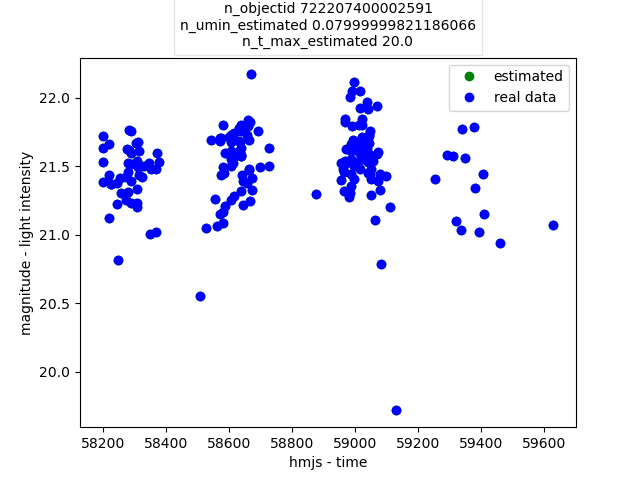 n_objectid 722207400002591
n_umin_estimated 0.07999999821186066
n_t_max_estimated 20.0
estimated
real data
22.0
21.5
21.0
20.5
20.0
magnitude - light intensity
58200 58400 58600 58800 59000 59200 59400 59600
hmjs - time